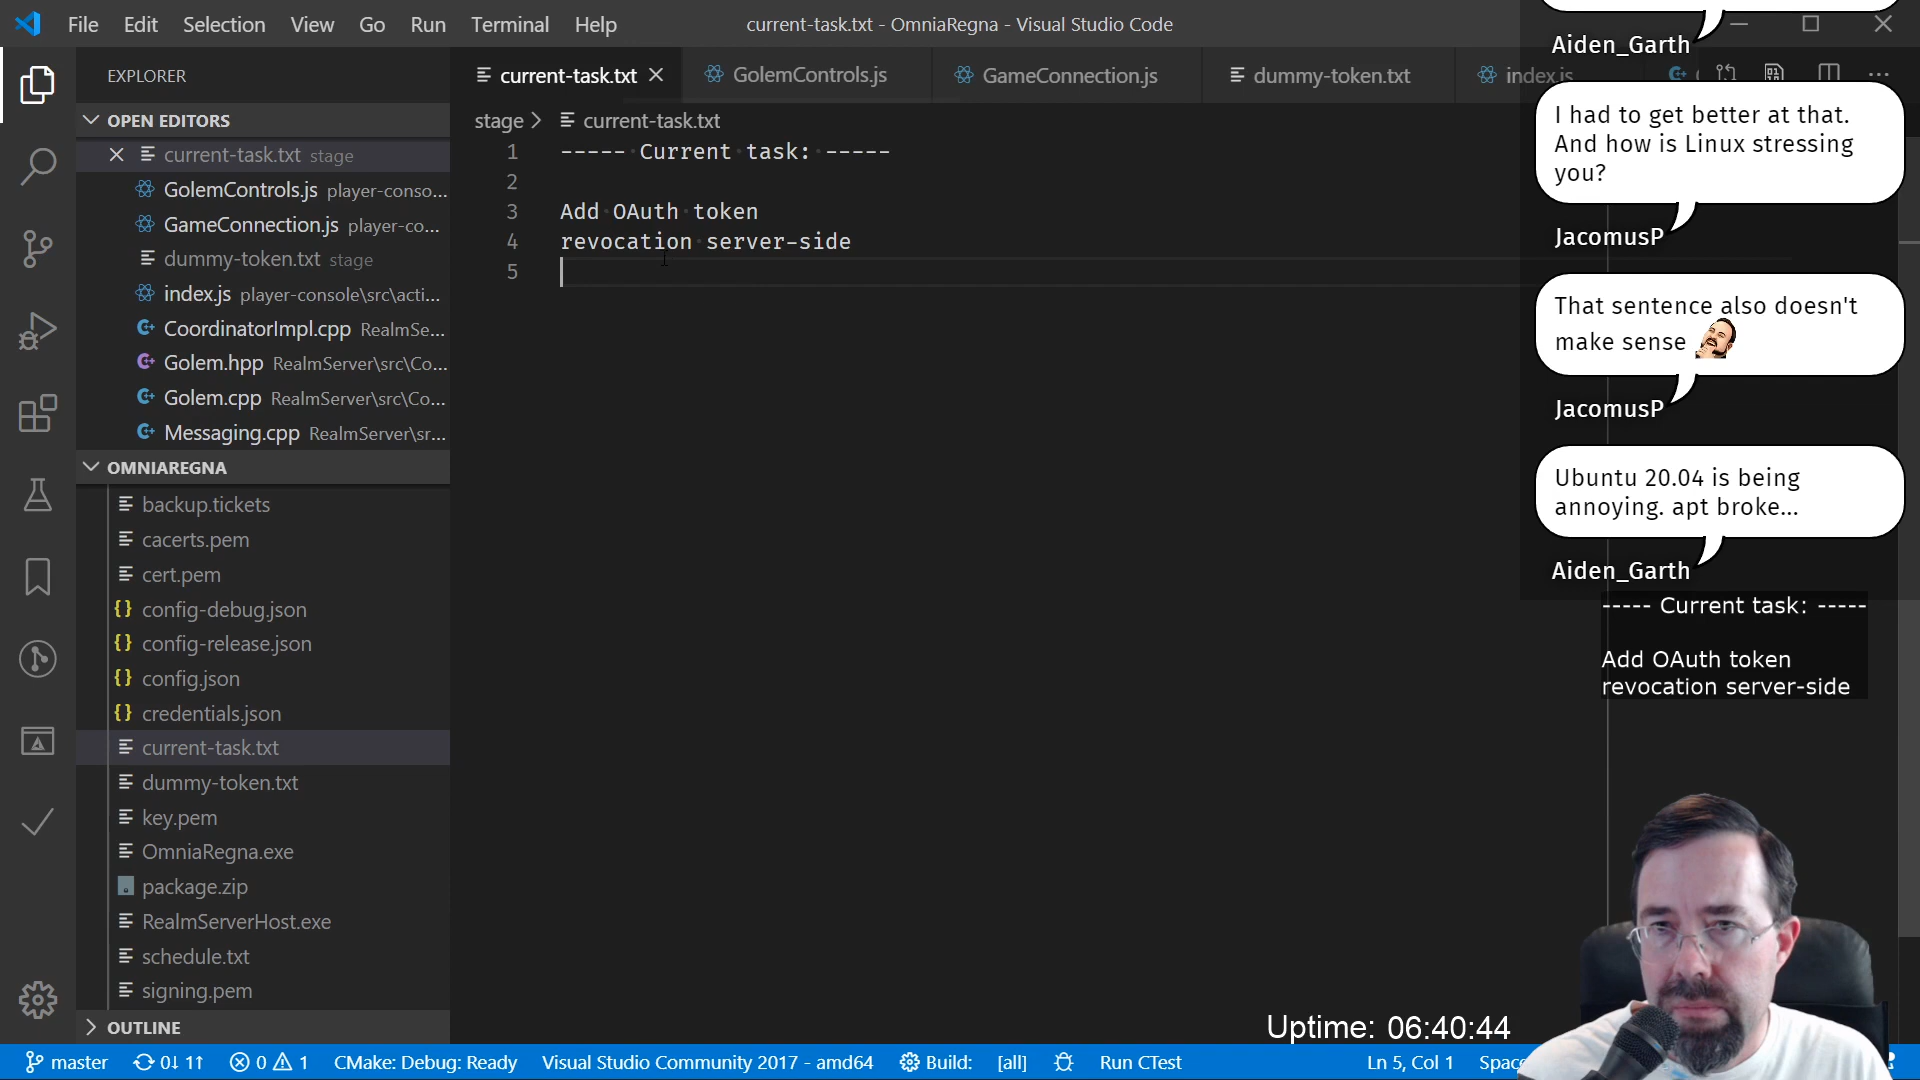 File Edit Selection View Go Run Terminal Help
current-task.txt - OmniaRegna - Visual Studio Code
EXPLORER
OPEN EDITORS
current-task.txt stage
GolemControls.js player-conso...
GameConnection.js player-co...
dummy-token.txt stage
index.js player-console\src\acti...
CoordinatorImpl.cpp RealmSe...
Golem.hpp RealmServer\src\Co...
Golem.cpp RealmServer\src\Co...
Messaging.cpp RealmServer\sr...
OMNIAREGNA
backup.tickets
cacerts.pem
cert.pem
config-debug.json
config-release.json
config.json
credentials.json
current-task.txt
dummy-token.txt
key.pem
OmniaRegna.exe
package.zip
RealmServerHost.exe
schedule.txt
signing.pem
OUTLINE
current-task.txt GolemControls.js GameConnection.js dummy-token.txt index.js
stage > current-task.txt
1 ----- Current task: -----
2
3 Add OAuth token
4 revocation server-side
5
Aiden_Garth
I had to get better at that.
And how is Linux stressing
you?
JacomusP
That sentence also doesn't
make sense
JacomusP
Ubuntu 20.04 is being
annoying. apt broke...
Aiden_Garth
----- Current task: -----
Add OAuth token
revocation server-side
Uptime: 06:40:44
master 0↓ 1↑ 0 1 CMake: Debug: Ready Visual Studio Community 2017 - amd64 Build: [all] Run CTest Ln 5, Col 1